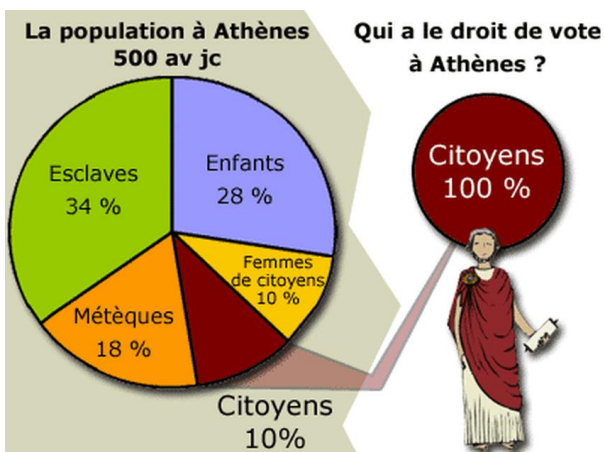 La population à Athènes
500 av jc
Qui a le droit de vote
à Athènes ?
Esclaves
34 %
Enfants
28 %
Femmes
de citoyens
10 %
Métèques
18 %
Citoyens
10%
Citoyens
100 %